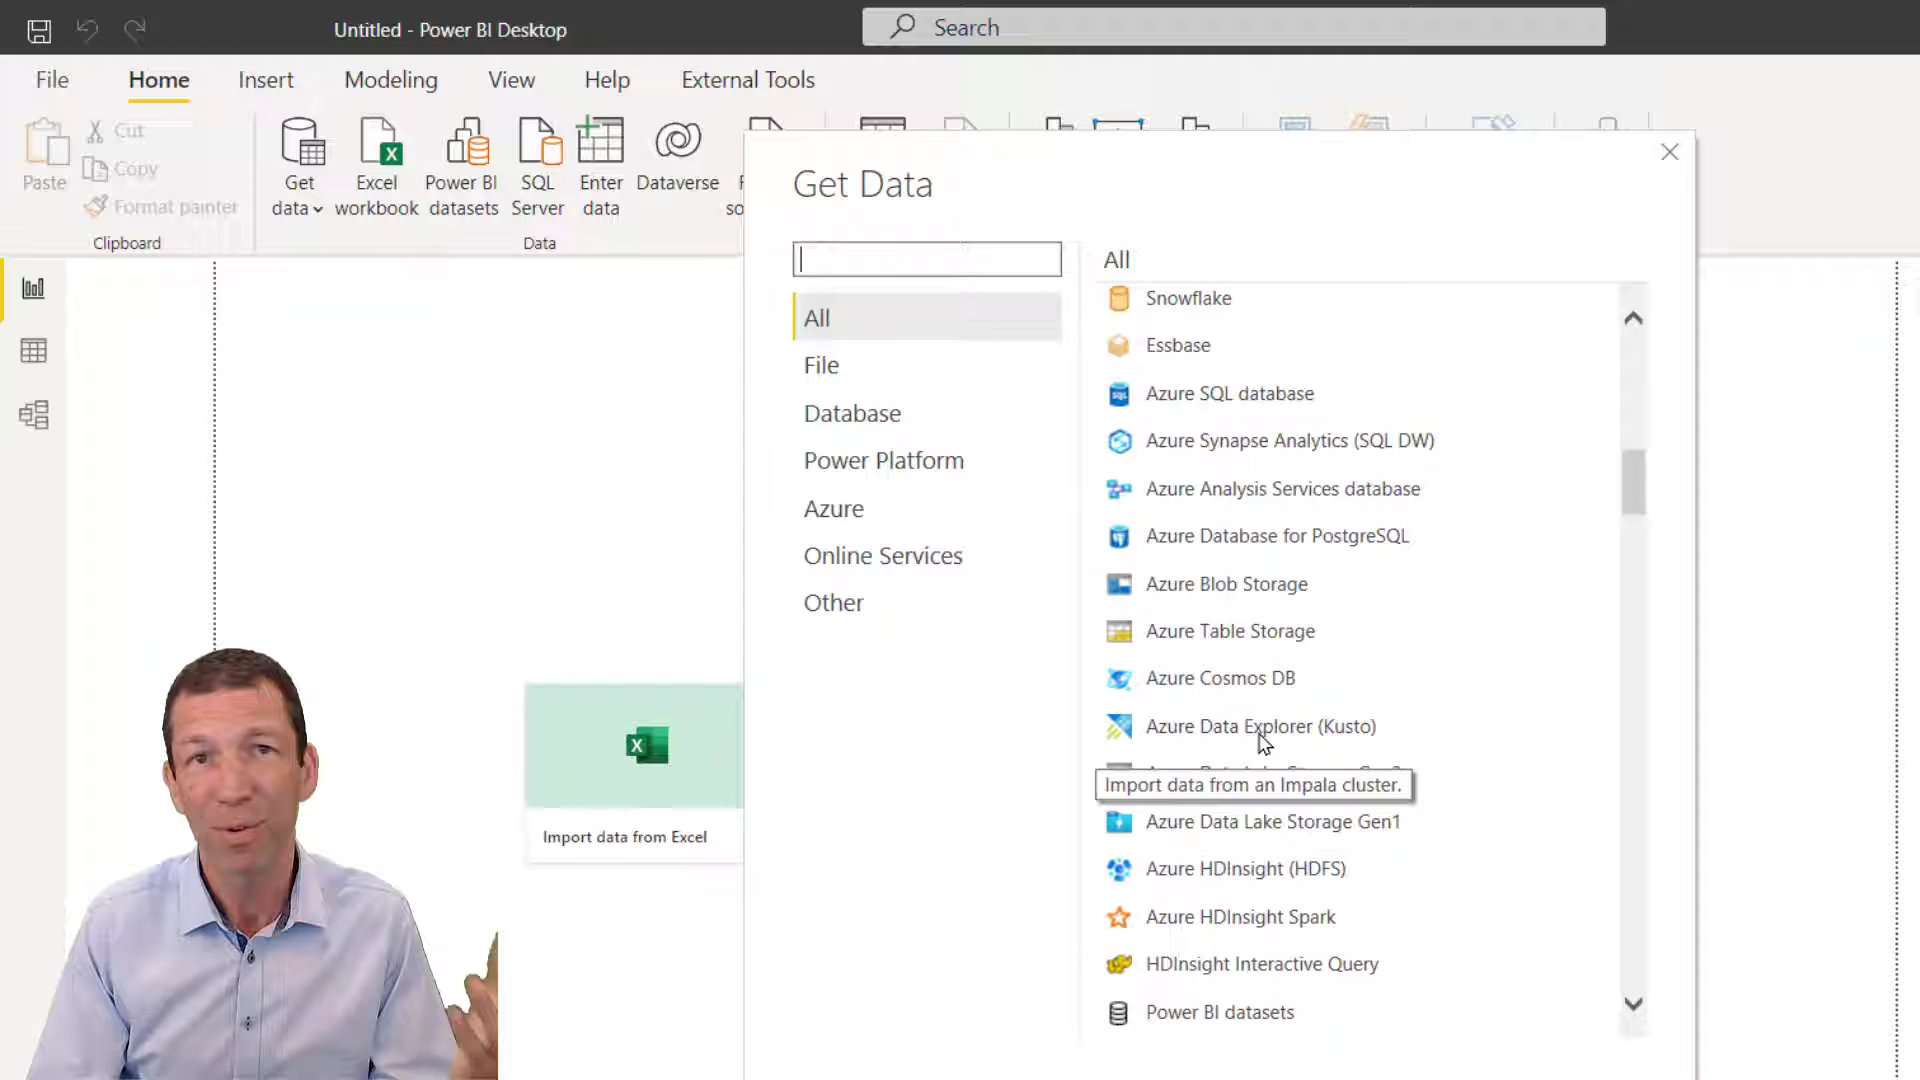 Untitled - Power BI Desktop
Search
File Home Insert Modeling View Help External Tools
Paste
Cut
Copy
Format painter
Clipboard
Get data
Excel workbook
Power BI datasets
SQL Server
Enter data
Dataverse
Data
Get Data
All
File
Database
Power Platform
Azure
Online Services
Other
All
Snowflake
Essbase
Azure SQL database
Azure Synapse Analytics (SQL DW)
Azure Analysis Services database
Azure Database for PostgreSQL
Azure Blob Storage
Azure Table Storage
Azure Cosmos DB
Azure Data Explorer (Kusto)
Import data from an Impala cluster.
Azure Data Lake Storage Gen1
Azure HDInsight (HDFS)
Azure HDInsight Spark
HDInsight Interactive Query
Power BI datasets
Import data from Excel